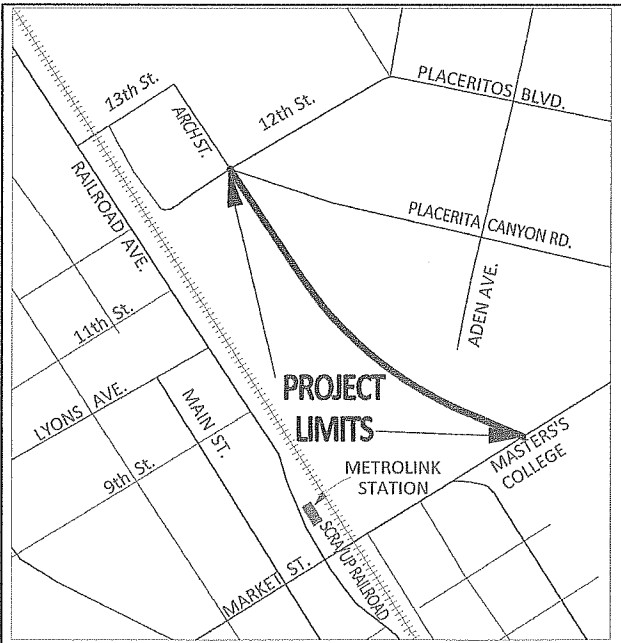 13th St.
ARCH ST.
12th St.
PLACERITOS BLVD.
RAILROAD AVE.
PLACERITA CANYON RD.
ADEN AVE.
11th St.
LYONS AVE.
MAIN ST.
9th St.
PROJECT
LIMITS
METROLINK
STATION
MASTERS'S
COLLEGE
SCRA/UP RAILROAD
MARKET ST.